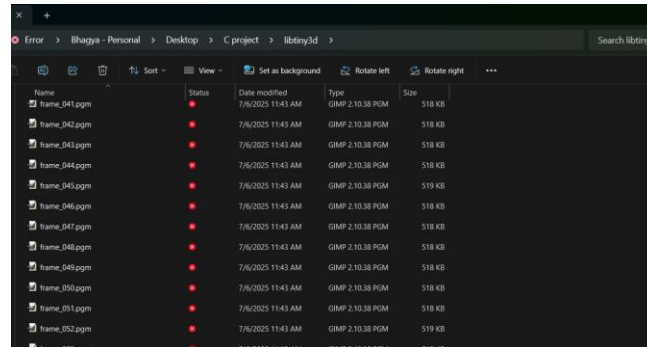 × +
Error > Bhagya - Personal > Desktop > C project > libtiny3d > Search libtiny
Sort View Set as background Rotate left Rotate right •••
Name Status Date modified Type Size
frame_041.pgm 7/6/2025 11:43 AM GIMP 2.10.38 PGM 518 KB
frame_042.pgm 7/6/2025 11:43 AM GIMP 2.10.38 PGM 518 KB
frame_043.pgm 7/6/2025 11:43 AM GIMP 2.10.38 PGM 518 KB
frame_044.pgm 7/6/2025 11:43 AM GIMP 2.10.38 PGM 518 KB
frame_045.pgm 7/6/2025 11:43 AM GIMP 2.10.38 PGM 519 KB
frame_046.pgm 7/6/2025 11:43 AM GIMP 2.10.38 PGM 518 KB
frame_047.pgm 7/6/2025 11:43 AM GIMP 2.10.38 PGM 518 KB
frame_048.pgm 7/6/2025 11:43 AM GIMP 2.10.38 PGM 518 KB
frame_049.pgm 7/6/2025 11:43 AM GIMP 2.10.38 PGM 518 KB
frame_050.pgm 7/6/2025 11:43 AM GIMP 2.10.38 PGM 518 KB
frame_051.pgm 7/6/2025 11:43 AM GIMP 2.10.38 PGM 518 KB
frame_052.pgm 7/6/2025 11:43 AM GIMP 2.10.38 PGM 519 KB